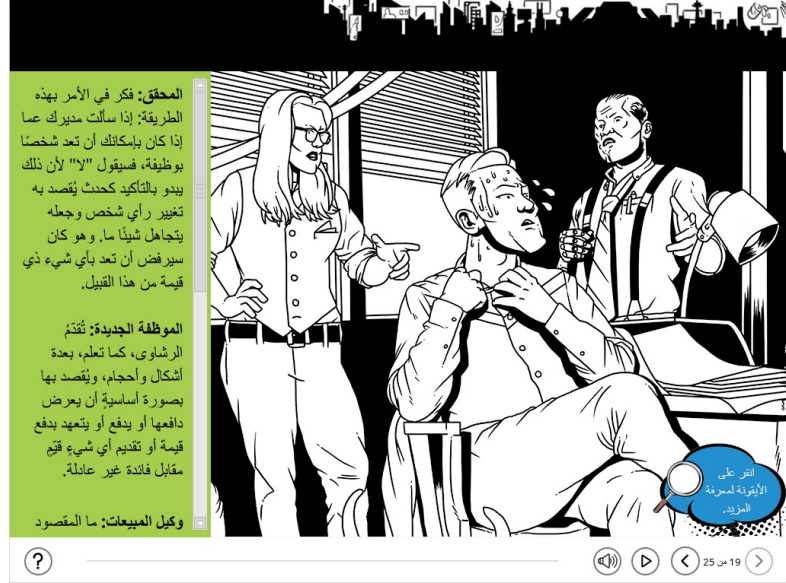 المحقق: فكر في الأمر بهذه
الطريقة: إذا سألت مديرك عما
إذا كان بإمكانك أن تعد شخصًا
بوظيفة، فسيقول "لا" لأن ذلك
يبدو بالتأكيد كحدث يُقصد به
تغيير رأي شخص وجعله
يتجاهل شيئًا ما. وهو كان
سيرفض أن تعد بأي شيء ذي
قيمة من هذا القبيل.
الموظفة الجديدة: تُقدَّمُ
الرشاوى، كما تعلم، بعدة
أشكال وأحجام، ويُقصد بها
بصورة أساسيةٍ أن يعرض
دافعها أو يدفع أو يتعهد بدفع
قيمة أو تقديم أي شيءٍ قيّمٍ
مقابل فائدة غير عادلة.
وكيل المبيعات: ما المقصود
انقر على
الأيقونة لمعرفة
المزيد.
19 من 25
?